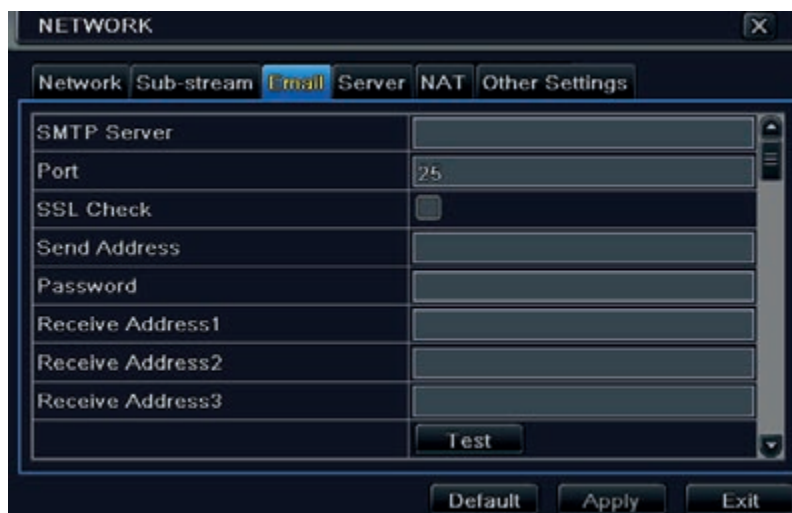 NETWORK X
Network Sub-stream Email Server NAT Other Settings
SMTP Server
Port 25
SSL Check
Send Address
Password
Receive Address1
Receive Address2
Receive Address3
Test
Default Apply Exit